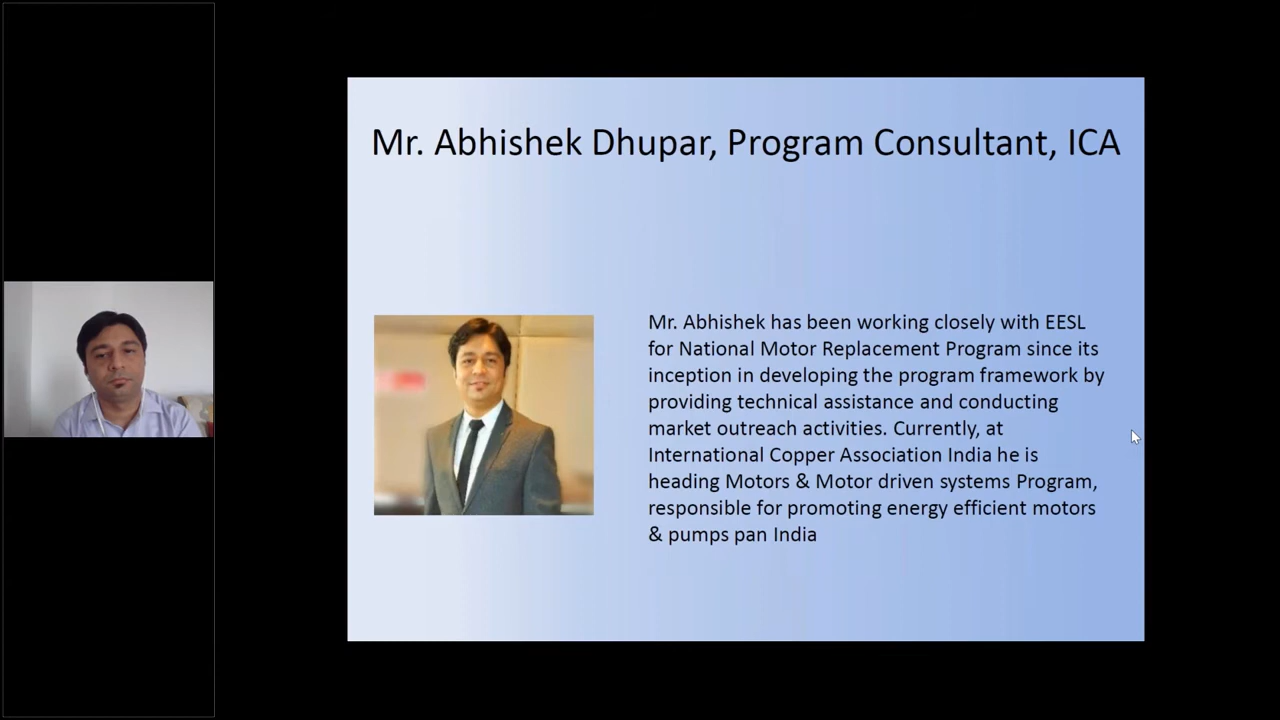 Mr. Abhishek Dhupar, Program Consultant, ICA
Mr. Abhishek has been working closely with EESL
for National Motor Replacement Program since its
inception in developing the program framework by
providing technical assistance and conducting
market outreach activities. Currently, at
International Copper Association India he is
heading Motors & Motor driven systems Program,
responsible for promoting energy efficient motors
& pumps pan India